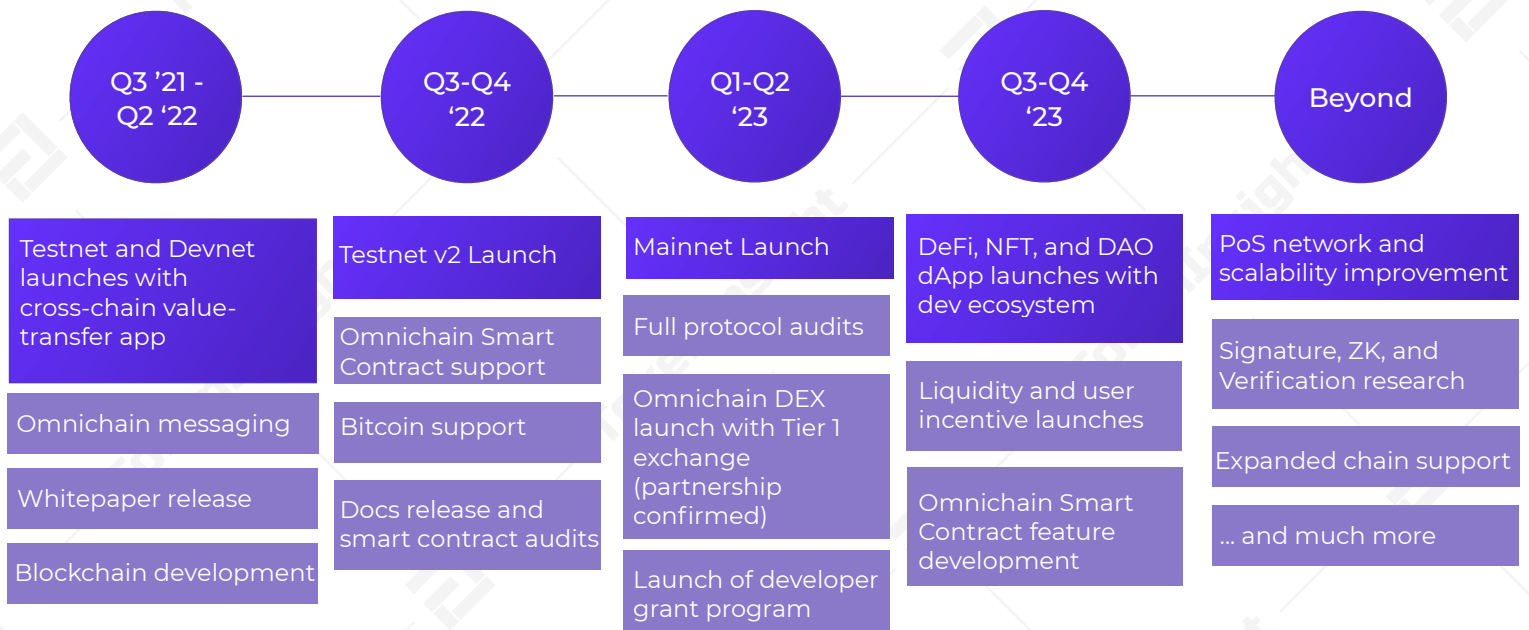 Q3 ’21 -
Q2 ‘22
Q3-Q4
‘22
Q1-Q2
‘23
Q3-Q4
‘23
Beyond
Testnet and Devnet
launches with
cross-chain value-
transfer app
Omnichain messaging
Whitepaper release
Blockchain development
Testnet v2 Launch
Omnichain Smart
Contract support
Bitcoin support
Docs release and
smart contract audits
Mainnet Launch
Full protocol audits
Omnichain DEX
launch with Tier 1
exchange
(partnership
confirmed)
Launch of developer
grant program
DeFi, NFT, and DAO
dApp launches with
dev ecosystem
Liquidity and user
incentive launches
Omnichain Smart
Contract feature
development
PoS network and
scalability improvement
Signature, ZK, and
Verification research
Expanded chain support
... and much more